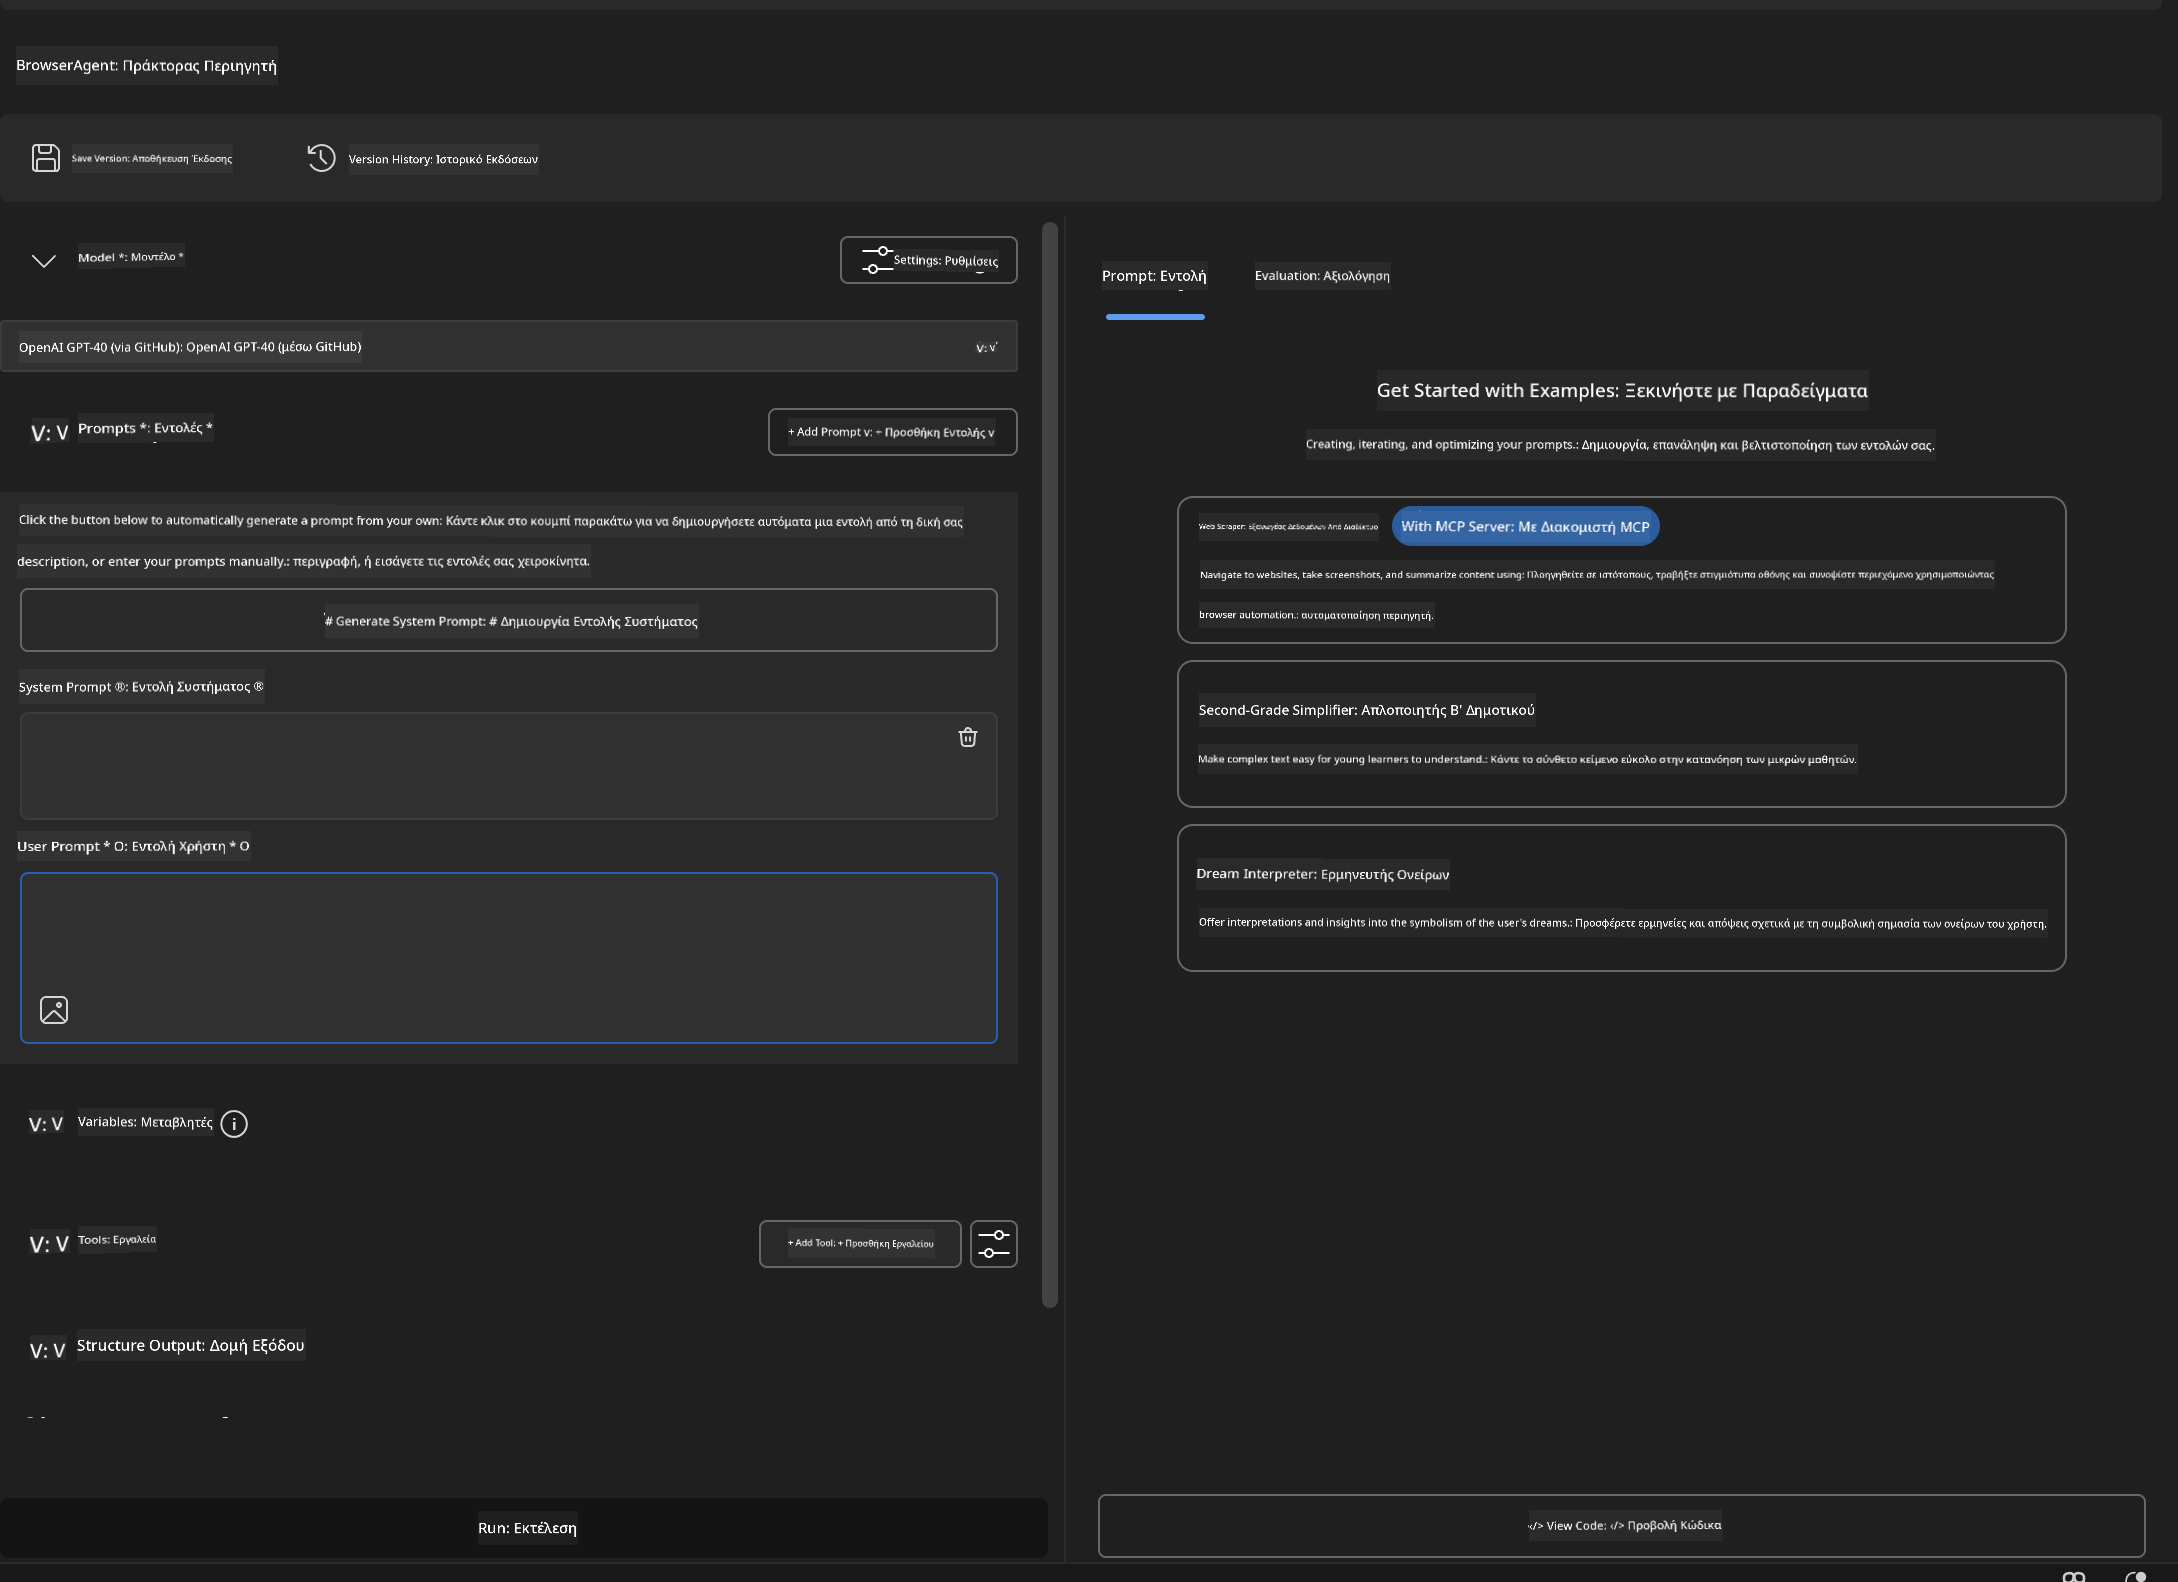 BrowserAgent: Πράκτορας Περιηγητή
Save Version: Αποθήκευση Έκδοσης
Version History: Ιστορικό Εκδόσεων
Model *: Μοντέλο *
Settings: Ρυθμίσεις
OpenAI GPT-40 (via GitHub): OpenAI GPT-40 (μέσω GitHub)
v: v
V: V
Prompts *: Εντολές *
+ Add Prompt v: + Προσθήκη Εντολής v
Click the button below to automatically generate a prompt from your own: Κάντε κλικ στο κουμπί παρακάτω για να δημιουργήσετε αυτόματα μια εντολή από τη δική σας
description, or enter your prompts manually.: περιγραφή, ή εισάγετε τις εντολές σας χειροκίνητα.
# Generate System Prompt: # Δημιουργία Εντολής Συστήματος
System Prompt ®: Εντολή Συστήματος ®
User Prompt * O: Εντολή Χρήστη * O
V: V
Variables: Μεταβλητές
V: V
Tools: Εργαλεία
+ Add Tool: + Προσθήκη Εργαλείου
V: V
Structure Output: Δομή Εξόδου
Run: Εκτέλεση
Prompt: Εντολή
Evaluation: Αξιολόγηση
Get Started with Examples: Ξεκινήστε με Παραδείγματα
Creating, iterating, and optimizing your prompts.: Δημιουργία, επανάληψη και βελτιστοποίηση των εντολών σας.
Web Scraper: Εξαγωγέας Δεδομένων Από Διαδίκτυο
With MCP Server: Με Διακομιστή MCP
Navigate to websites, take screenshots, and summarize content using: Πλοηγηθείτε σε ιστότοπους, τραβήξτε στιγμιότυπα οθόνης και συνοψίστε περιεχόμενο χρησιμοποιώντας
browser automation.: αυτοματοποίηση περιηγητή.
Second-Grade Simplifier: Απλοποιητής Β' Δημοτικού
Make complex text easy for young learners to understand.: Κάντε το σύνθετο κείμενο εύκολο στην κατανόηση των μικρών μαθητών.
Dream Interpreter: Ερμηνευτής Ονείρων
Offer interpretations and insights into the symbolism of the user's dreams.: Προσφέρετε ερμηνείες και απόψεις σχετικά με τη συμβολική σημασία των ονείρων του χρήστη.
</> View Code: </> Προβολή Κώδικα